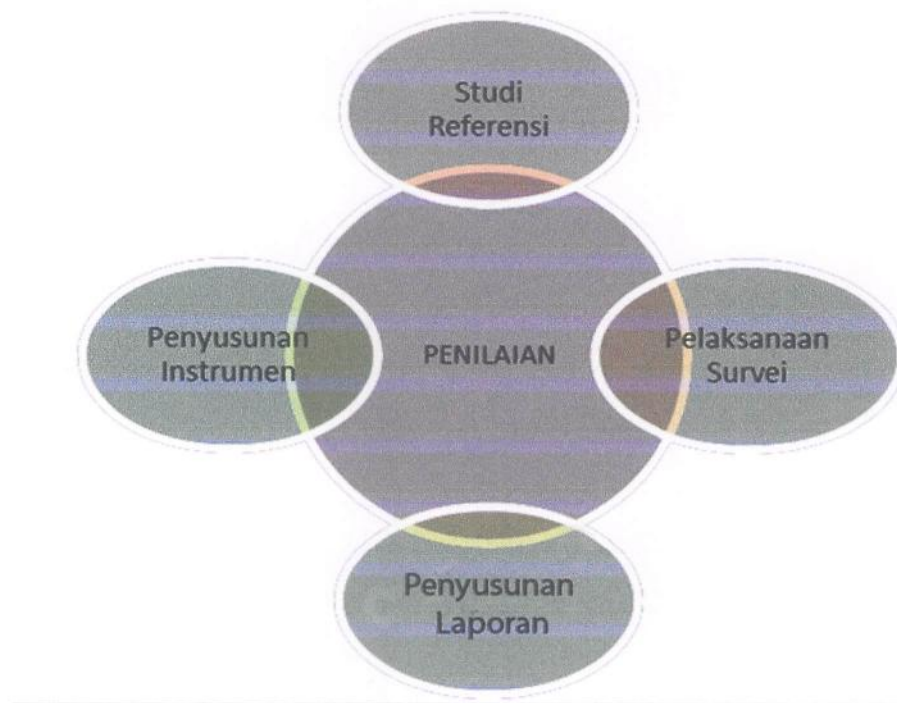 Studi
Referensi
Penyusunan
Instrumen
PENILAIAN
Pelaksanaan
Survei
Penyusunan
Laporan